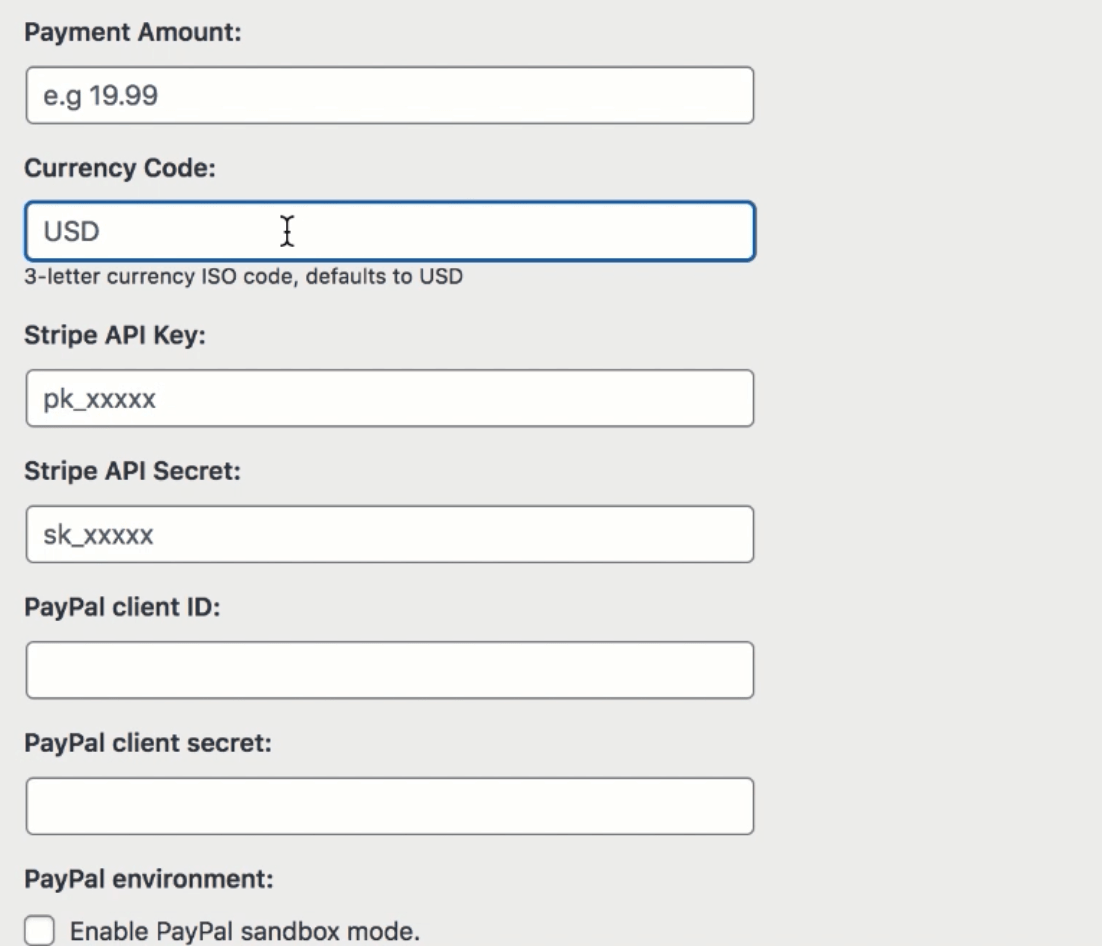 Payment Amount:
e.g 19.99
Currency Code:
USD
3-letter currency ISO code, defaults to USD
Stripe API Key:
pk_xxxxx
Stripe API Secret:
sk_xxxxx
PayPal client ID:
PayPal client secret:
PayPal environment:
Enable PayPal sandbox mode.